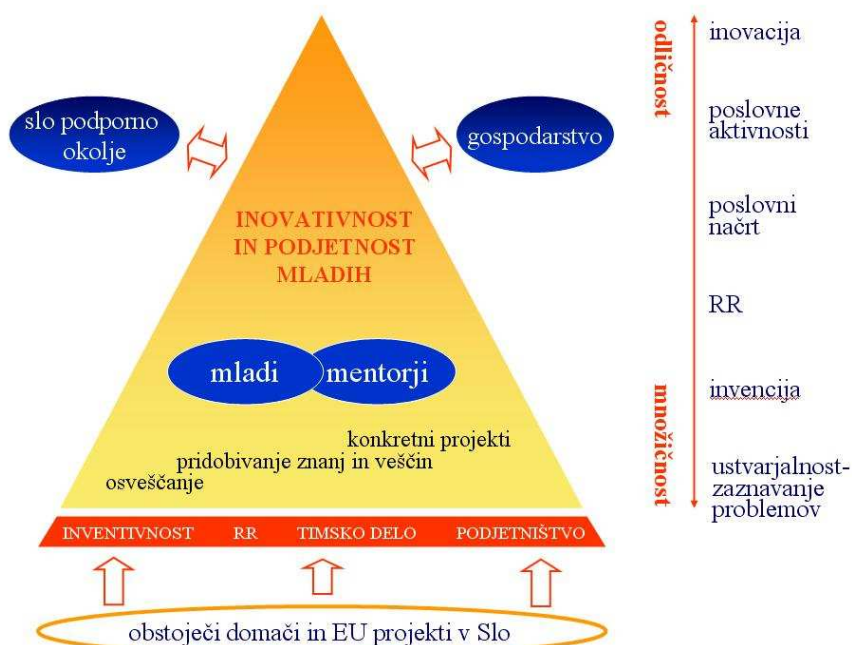 slo podporno
okolje
gospodarstvo
INOVATIVNOST
IN PODJETNOST
MLADIH
mladi
mentorji
konkretni projekti
pridobivanje znanj in veščin
osveščanje
INVENTIVNOST RR TIMSKO DELO PODJETNIŠTVO
obstoječi domači in EU projekti v Slo
odličnost
množičnost
inovacija
poslovne
aktivnosti
poslovni
načrt
RR
invencija
ustvarjalnost-
zaznavanje
problemov